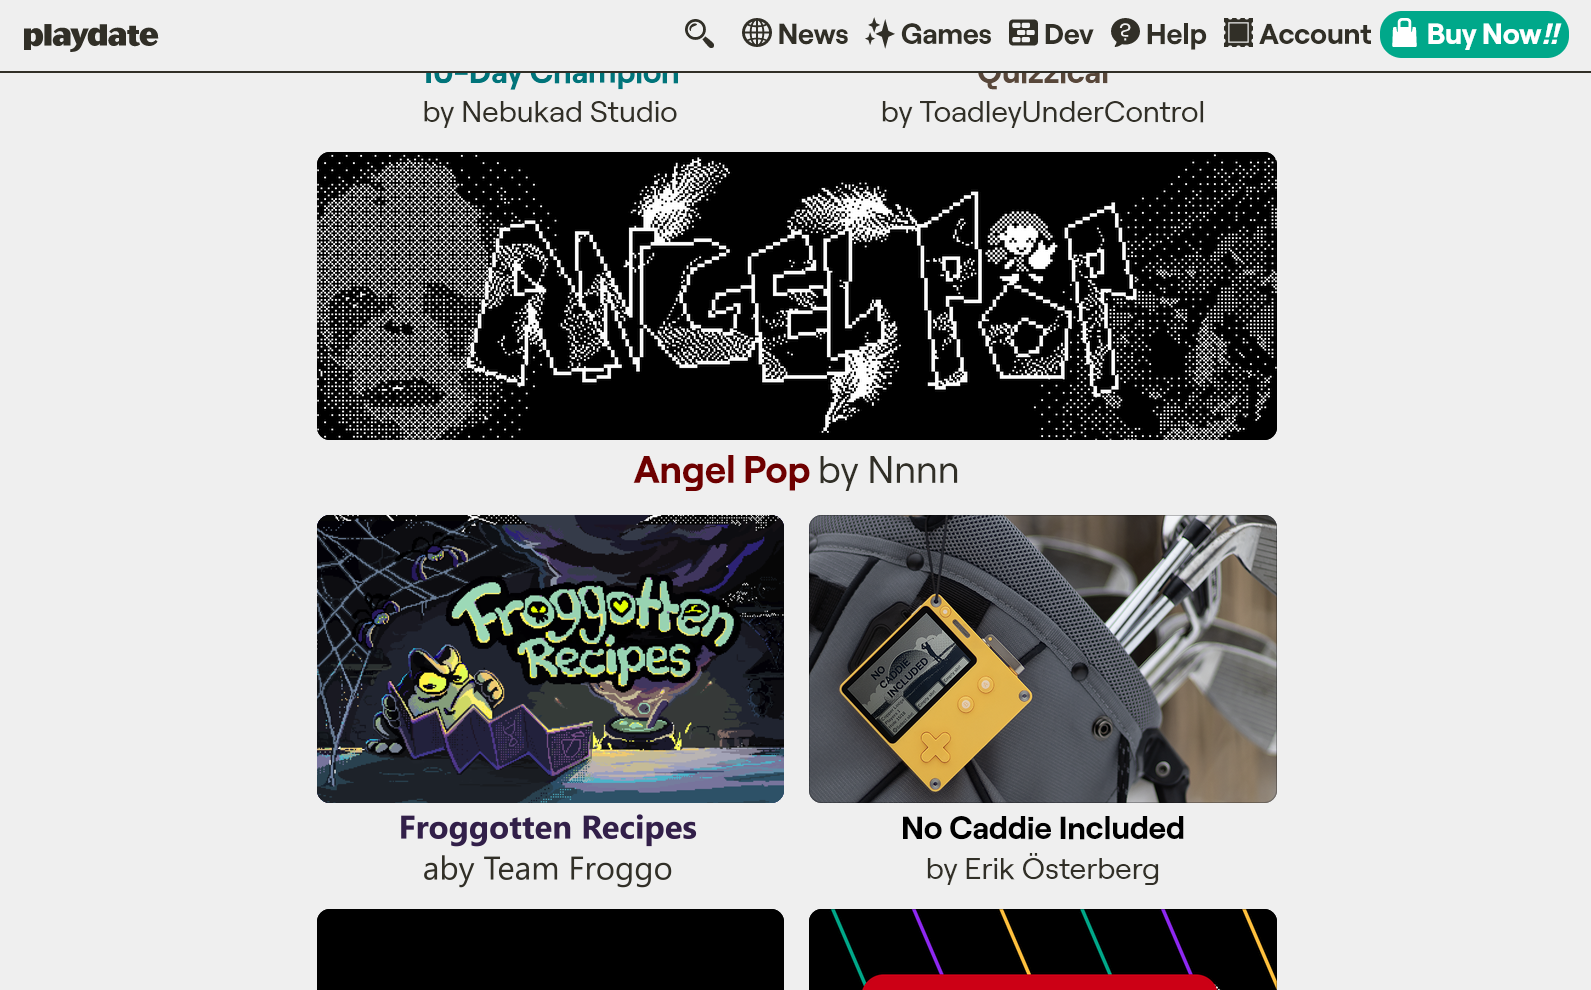 playdate
News
Games
Dev
Help
Account
Buy Now!!
10-Day Champion
Quizzical
by Nebukad Studio
by ToadleyUnderControl
ANGEL POP
Angel Pop by Nnnn
Froggotten
Recipes
NO
CADDIE
INCLUDED
Froggotten Recipes
aby Team Froggo
No Caddie Included
by Erik Österberg